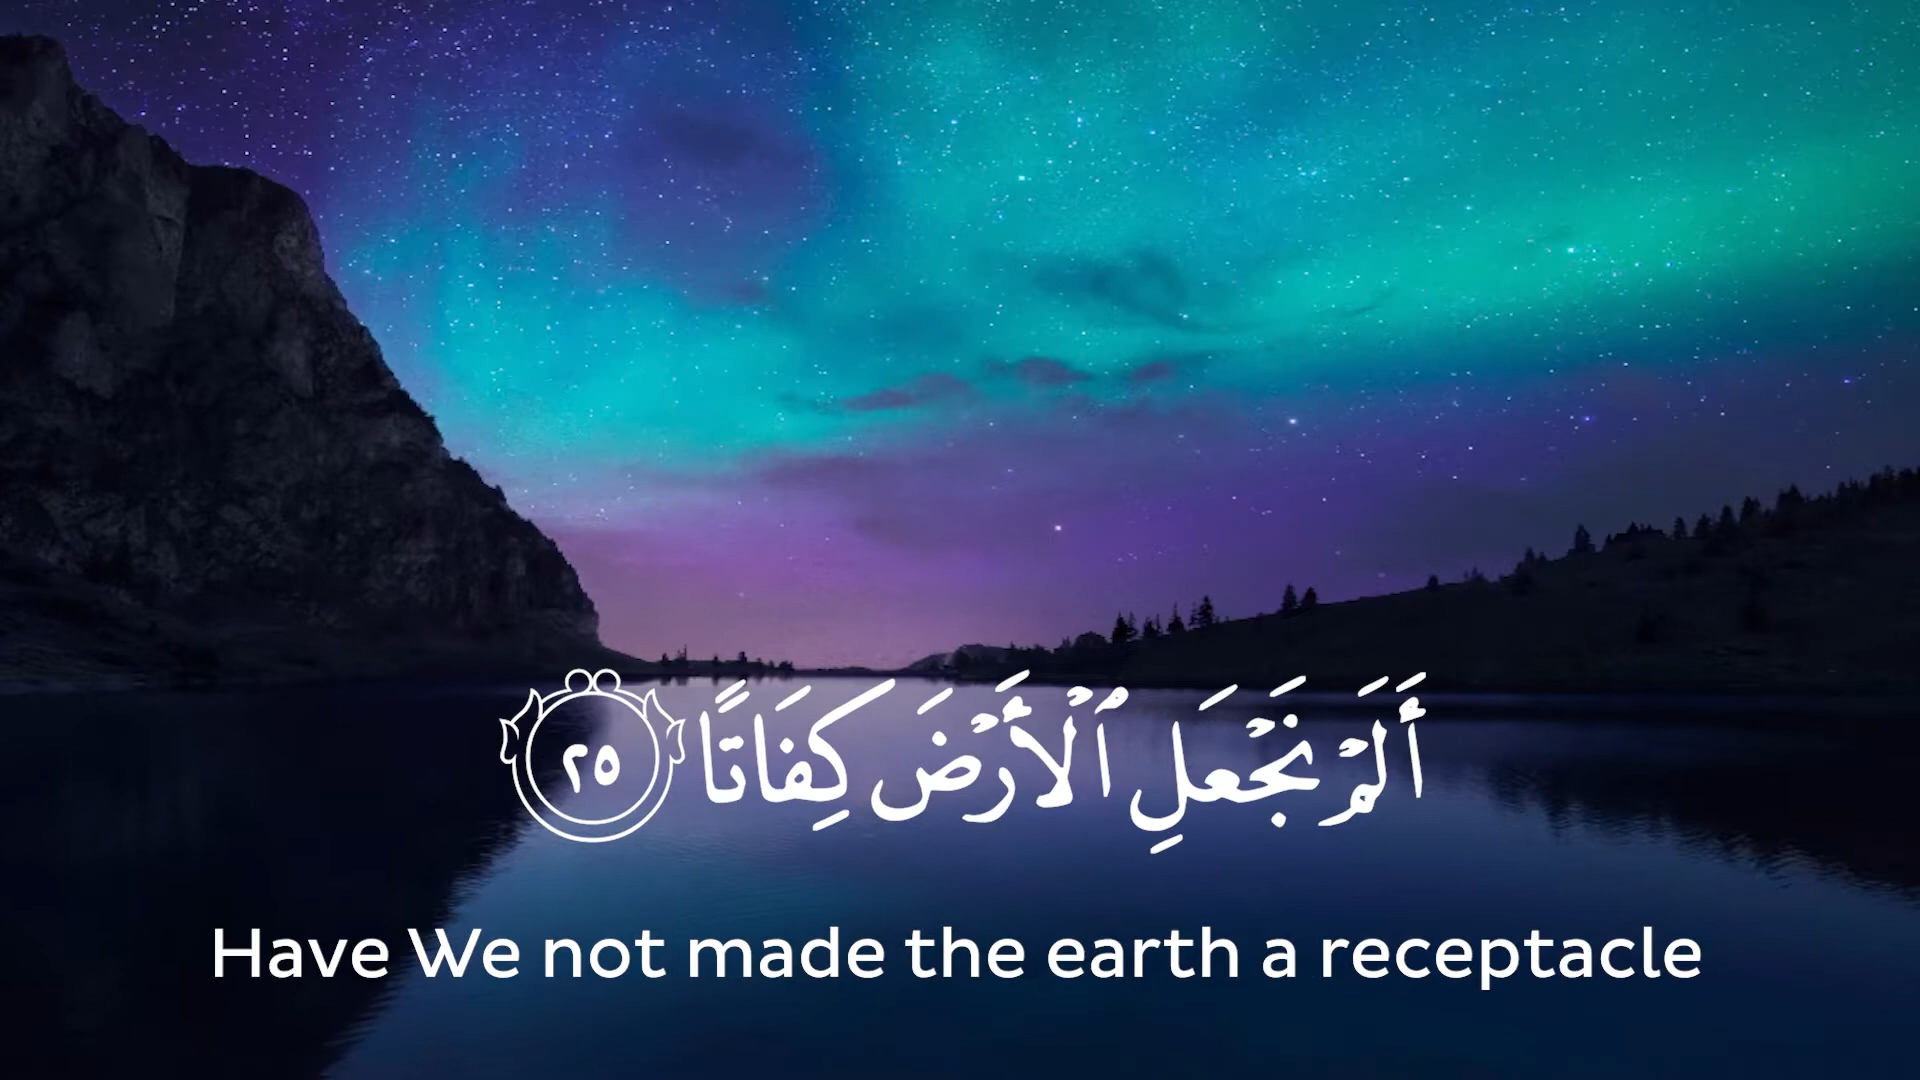 أَلَمْ نَجْعَلِ ٱلْأَرْضَ كِفَاتًا ٢٥
Have We not made the earth a receptacle